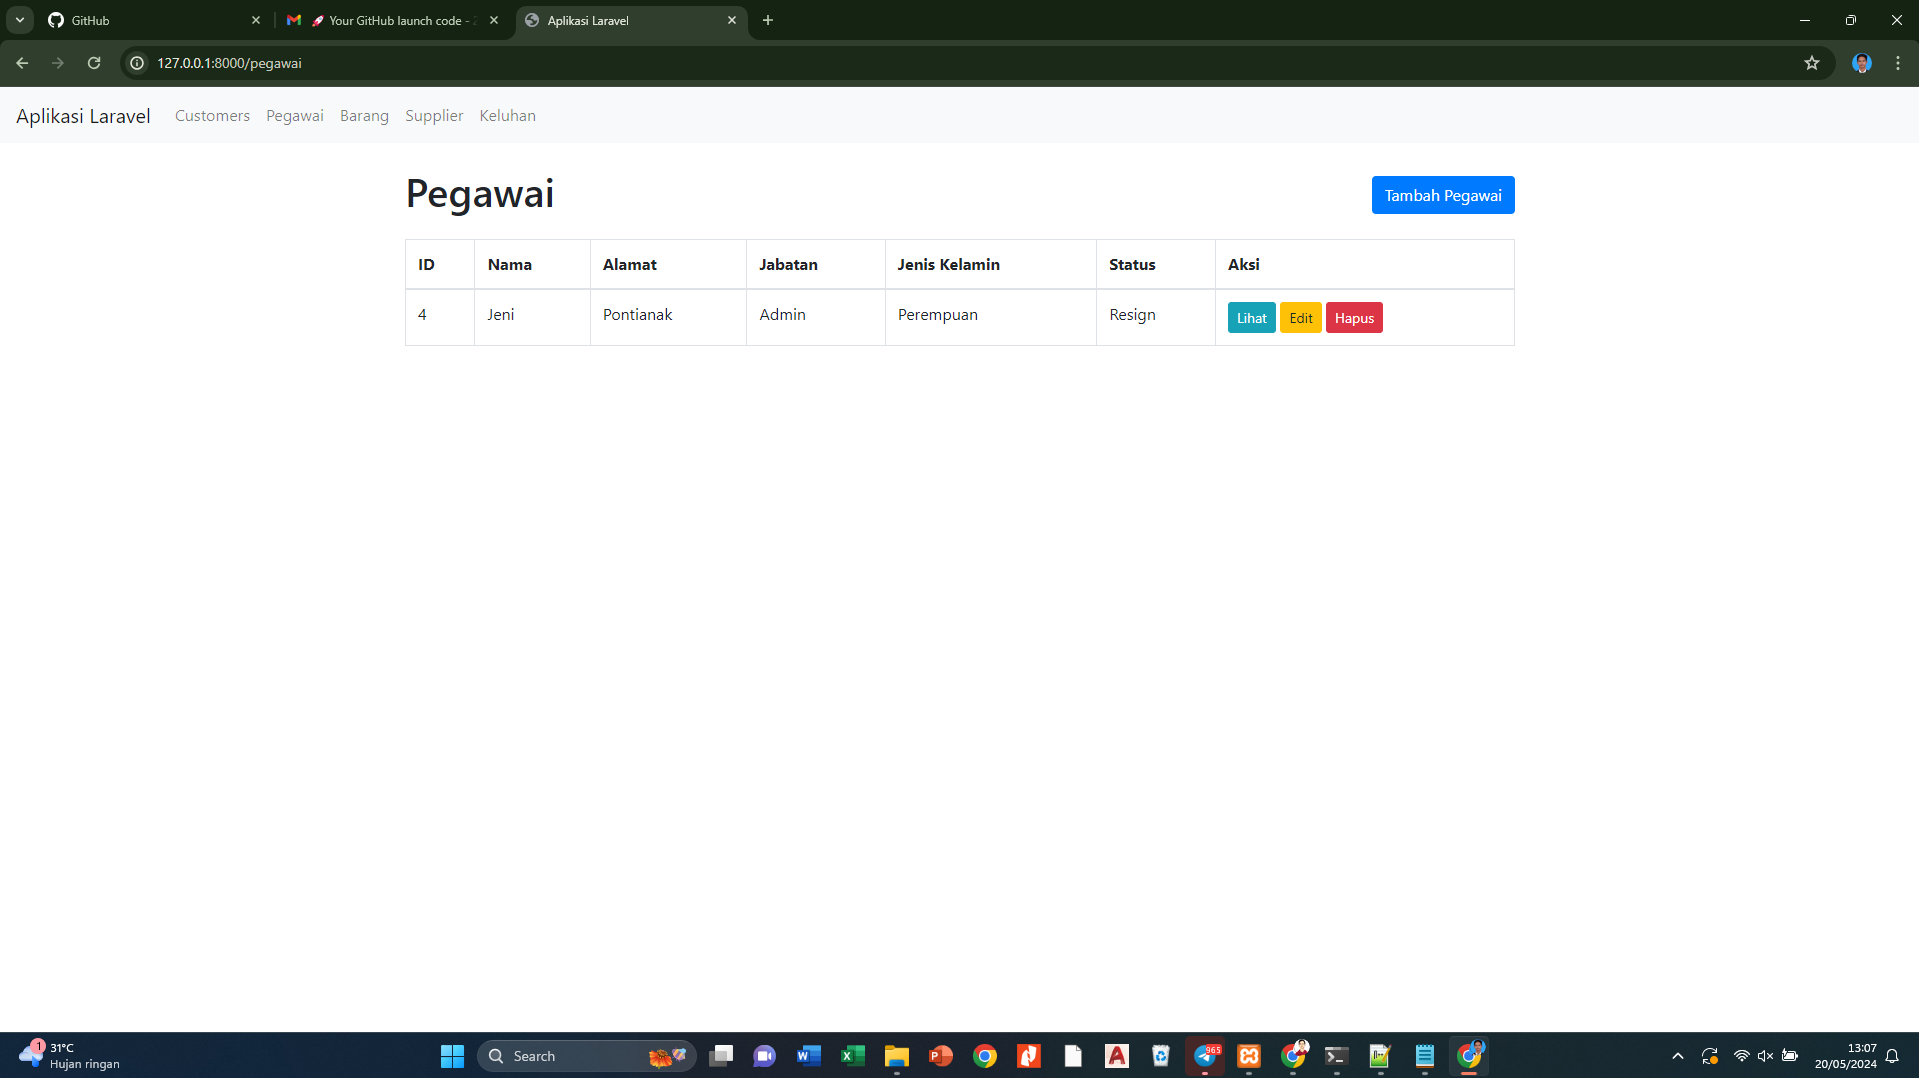 GitHub
🚀 Your GitHub launch code -
Aplikasi Laravel
127.0.0.1:8000/pegawai
Aplikasi Laravel Customers Pegawai Barang Supplier Keluhan
Pegawai
Tambah Pegawai
ID Nama Alamat Jabatan Jenis Kelamin Status Aksi
4 Jeni Pontianak Admin Perempuan Resign Lihat Edit Hapus
1
31°C
Hujan ringan
Search
965
13:07
20/05/2024